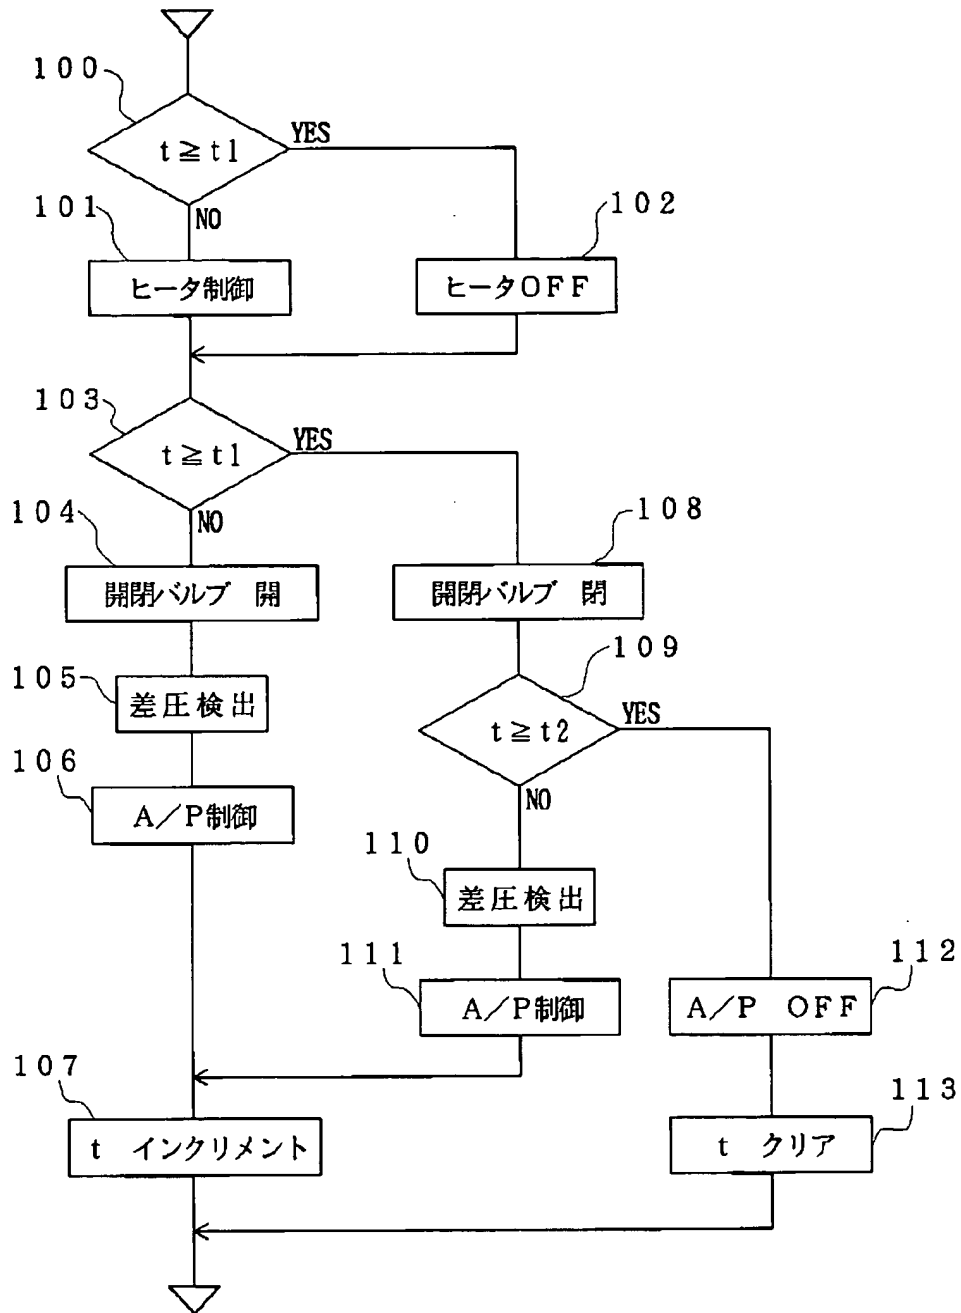 100
t≧t1
YES
NO
101
ヒータ制御
102
ヒータOFF
103
t≧t1
YES
NO
104
開閉バルブ 開
108
開閉バルブ 閉
105
差圧検出
109
t≧t2
YES
NO
106
A/P制御
110
差圧検出
111
A/P制御
112
A/P OFF
107
t インクリメント
113
t クリア